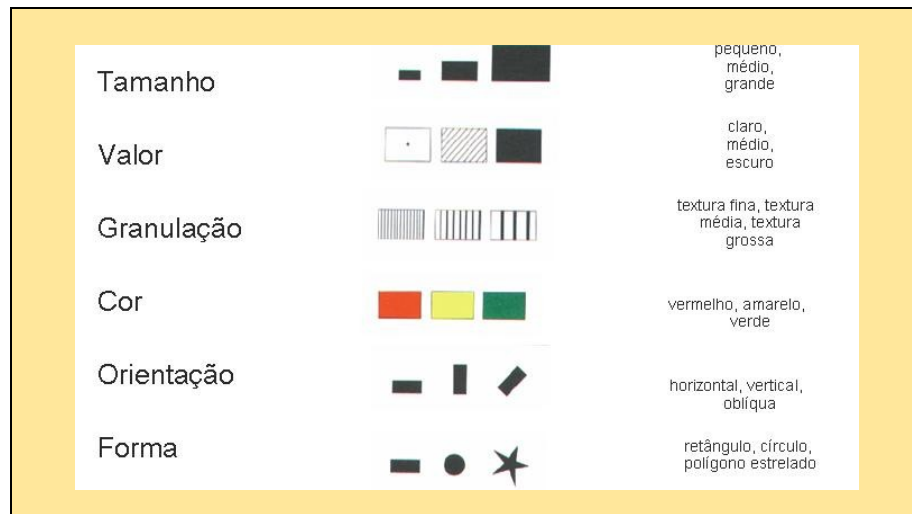 Tamanho
pequeno,
médio,
grande
Valor
claro,
médio,
escuro
Granulação
textura fina, textura
média, textura
grossa
Cor
vermelho, amarelo,
verde
Orientação
horizontal, vertical,
oblíqua
Forma
retângulo, círculo,
polígono estrelado